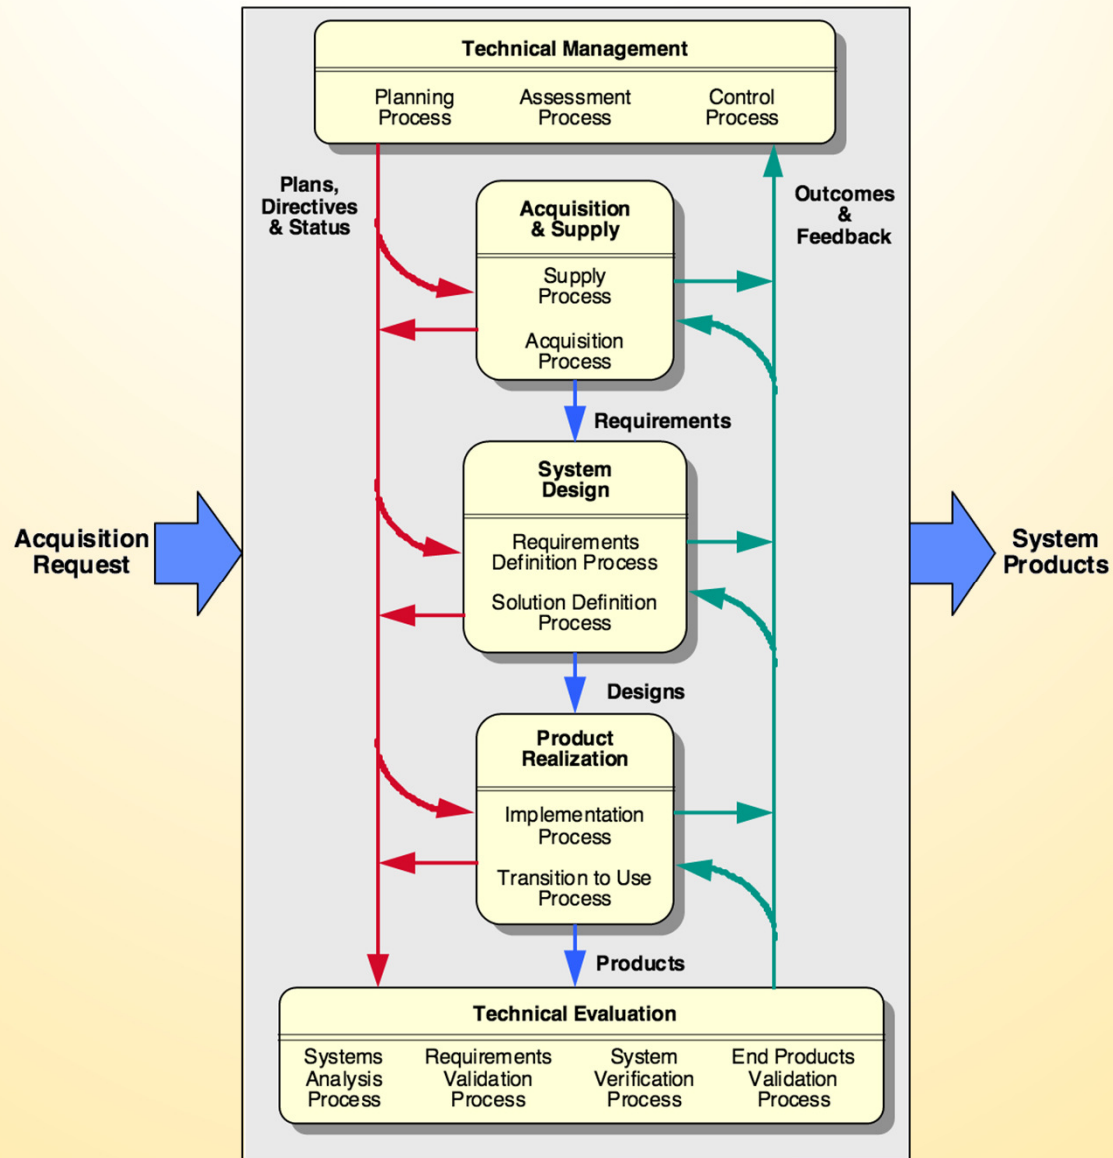 Technical Management
Planning
Process
Assessment
Process
Control
Process
Plans,
Directives
& Status
Outcomes
&
Feedback
Acquisition
& Supply
Supply
Process
Acquisition
Process
Requirements
System
Design
Requirements
Definition Process
Solution Definition
Process
Acquisition
Request
System
Products
Designs
Product
Realization
Implementation
Process
Transition to Use
Process
Products
Technical Evaluation
Systems
Analysis
Process
Requirements
Validation
Process
System
Verification
Process
End Products
Validation
Process